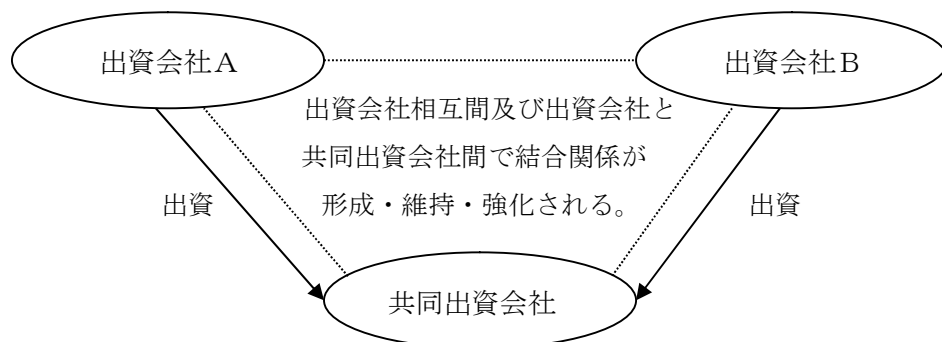 出資会社Ａ
出資会社Ｂ
出資会社相互間及び出資会社と
共同出資会社間で結合関係が
形成・維持・強化される。
出資
出資
共同出資会社